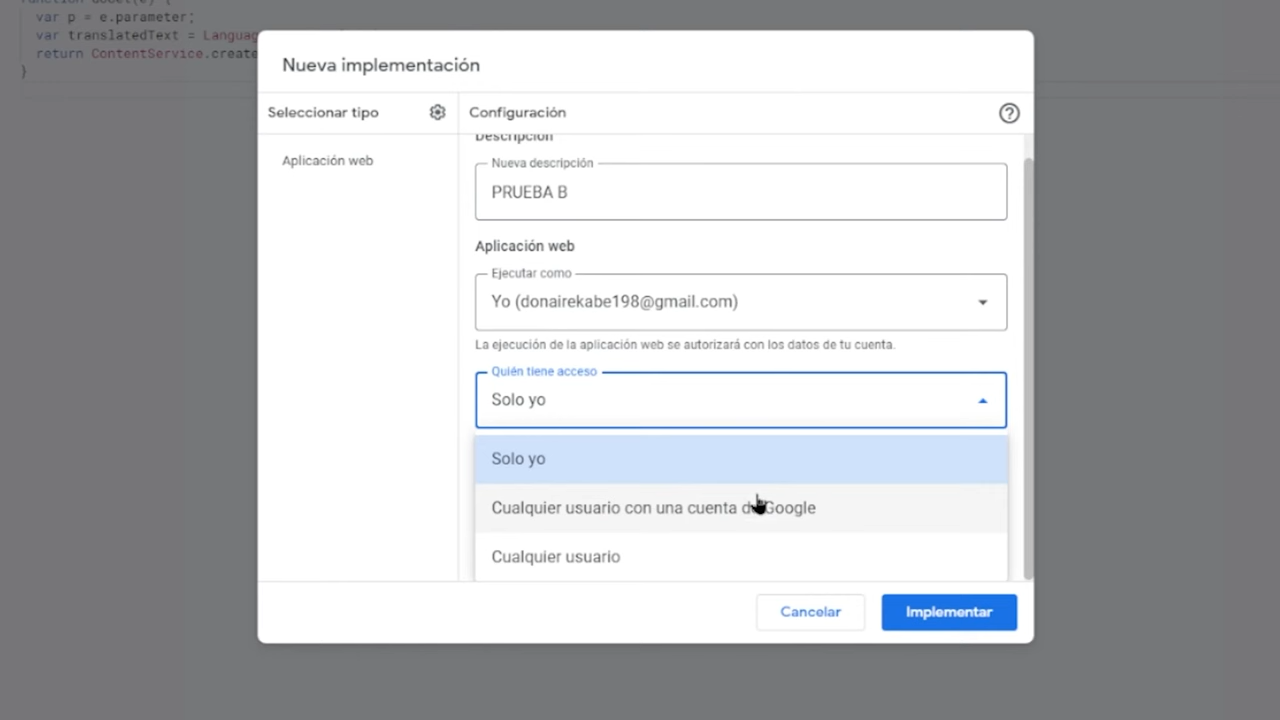 var p = e.parameter;
var translatedText =
return ContentService.create
}
Nueva implementación
Seleccionar tipo
Configuración
Descripción
Aplicación web
Nueva descripción
PRUEBA B
Aplicación web
Ejecutar como
Yo (donairekabe198@gmail.com)
La ejecución de la aplicación web se autorizará con los datos de tu cuenta.
Quién tiene acceso
Solo yo
Solo yo
Cualquier usuario con una cuenta de Google
Cualquier usuario
Cancelar
Implementar